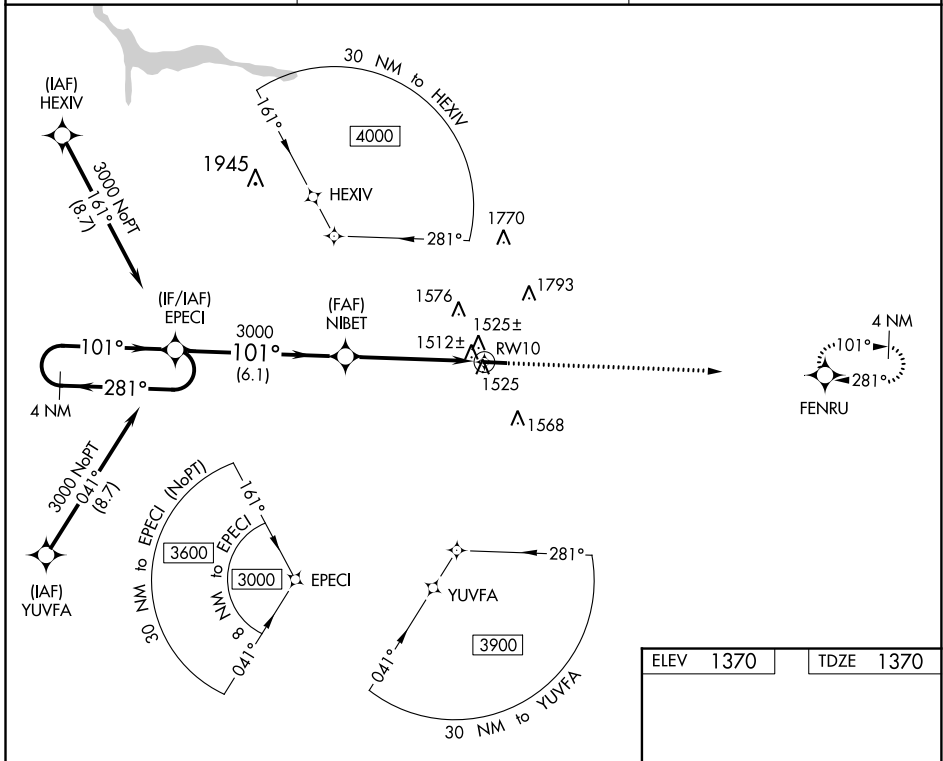 (IAF)
HEXIV
3000 NoPT
161°
(8.7)
1945
30 NM to HEXIV
161°
4000
HEXIV
281°
1770
1793
1576
1525±
1512±
RW10
1525
1568
(IF/IAF)
EPECI
101°
281°
4 NM
3000
101°
(6.1)
(FAF)
NIBET
4 NM
101°
281°
FENRU
3000 NoPT
041°
(8.7)
(IAF)
YUVFA
30 NM to EPECI (NoPT)
161°
3600
8 NM to EPECI
3000
EPECI
041°
281°
YUVFA
3900
041°
30 NM to YUVFA
ELEV 1370
TDZE 1370